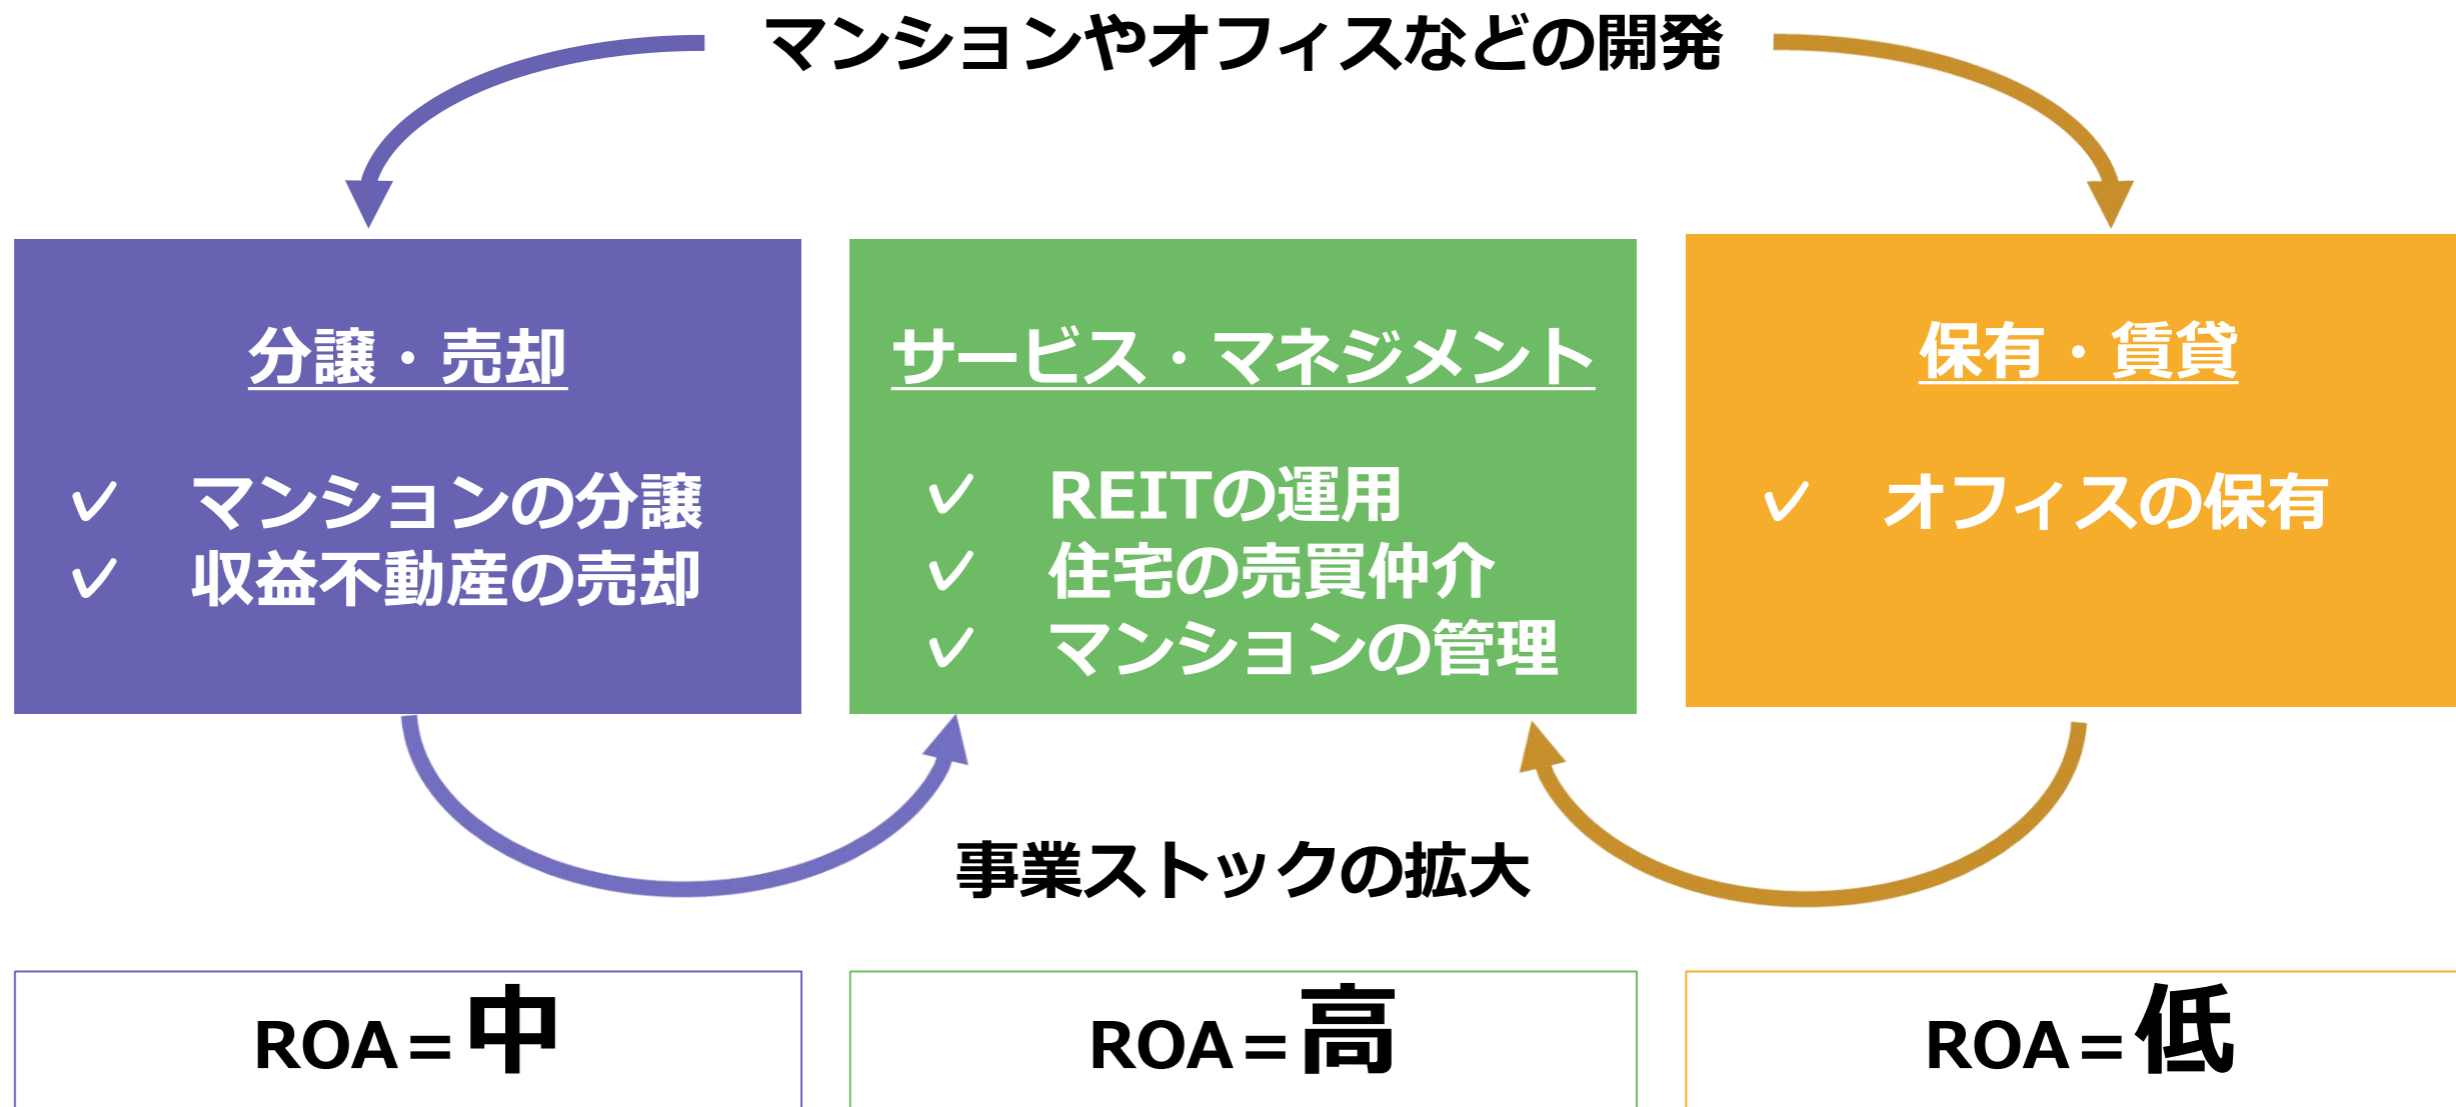 マンションやオフィスなどの開発
分譲・売却
✓ マンションの分譲
✓ 収益不動産の売却
サービス・マネジメント
✓ REITの運用
✓ 住宅の売買仲介
✓ マンションの管理
保有・賃貸
✓ オフィスの保有
事業ストックの拡大
ROA=中
ROA=高
ROA=低